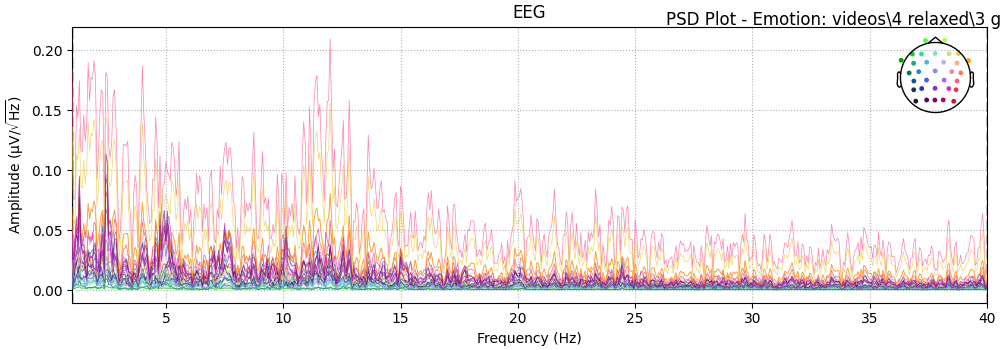 EEG
PSD Plot - Emotion: videos\4 relaxed\3 g
Amplitude (µV/√Hz)
0.20
0.15
0.10
0.05
0.00
5 10 15 20 25 30 35 40
Frequency (Hz)